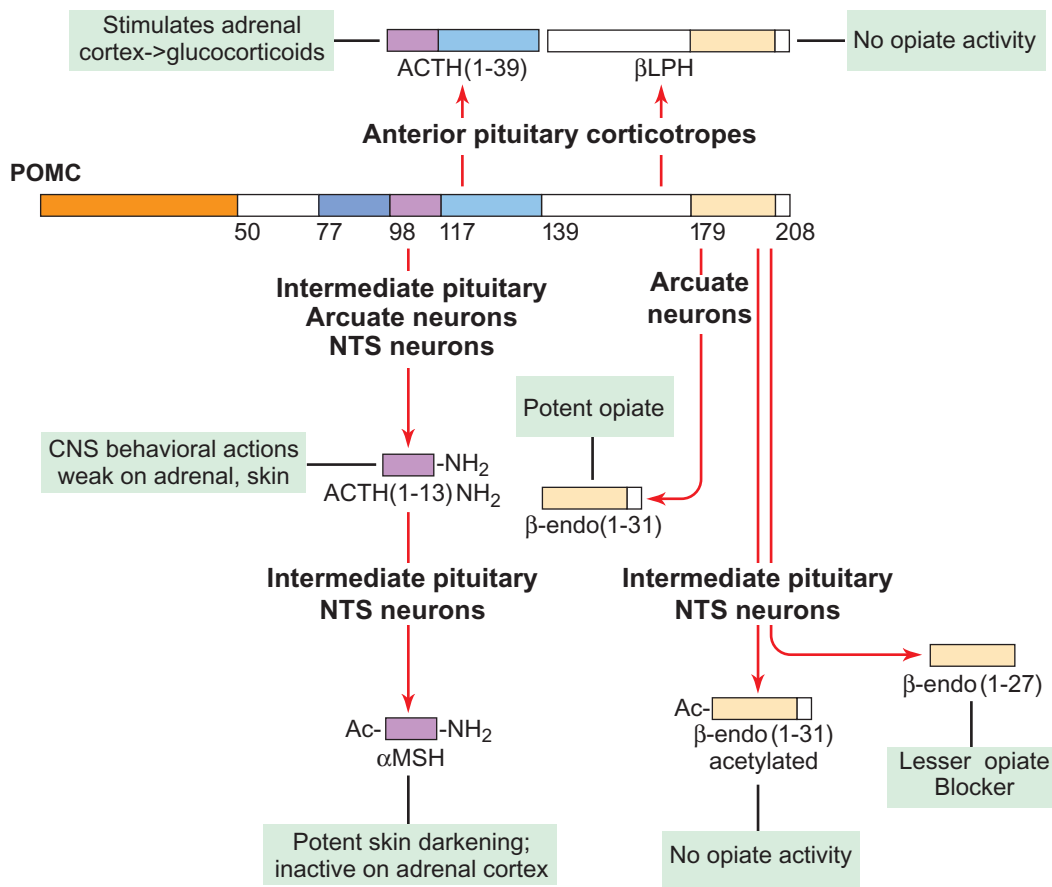 Stimulates adrenal
cortex->glucocorticoids
ACTH(1-39)
βLPH
No opiate activity
Anterior pituitary corticotropes
POMC
50 77 98 117 139 179 208
Intermediate pituitary
Arcuate neurons
NTS neurons
Arcuate
neurons
Potent opiate
CNS behavioral actions
weak on adrenal, skin
-NH₂
ACTH(1-13) NH₂
β-endo(1-31)
Intermediate pituitary
NTS neurons
Intermediate pituitary
NTS neurons
β-endo (1-27)
Ac- -NH₂
αMSH
Ac-
β-endo (1-31)
acetylated
Lesser opiate
Blocker
Potent skin darkening;
inactive on adrenal cortex
No opiate activity